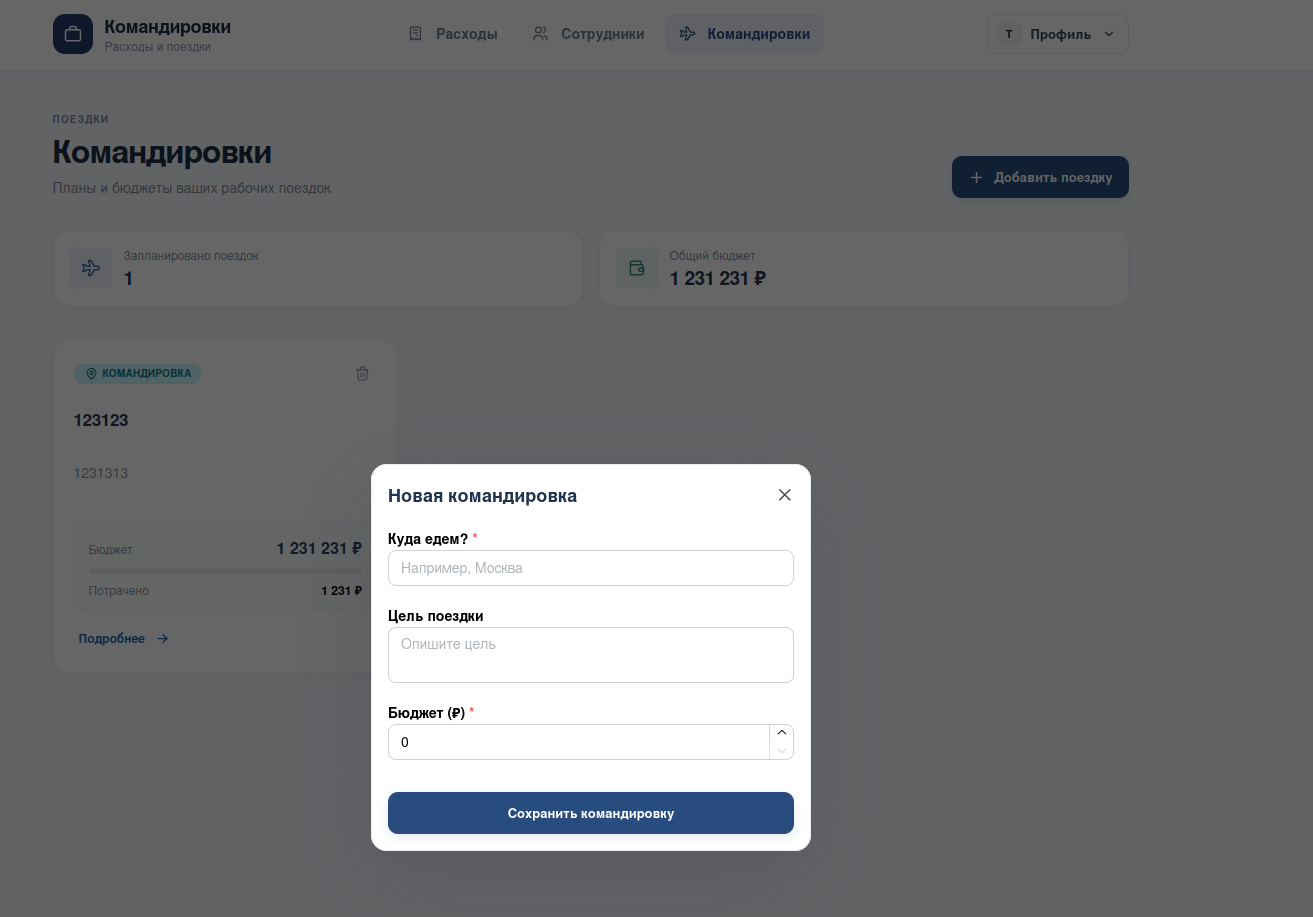 Командировки
Расходы и поездки
Расходы
Сотрудники
Командировки
Т
Профиль
ПОЕЗДКИ
Командировки
Планы и бюджеты ваших рабочих поездок
Добавить поездку
Запланировано поездок
1
Общий бюджет
1 231 231 ₽
КОМАНДИРОВКА
123123
1231313
Бюджет 1 231 231 ₽
Потрачено 1 231 ₽
Подробнее
Новая командировка
Куда едем? *
Например, Москва
Цель поездки
Опишите цель
Бюджет (₽) *
0
Сохранить командировку